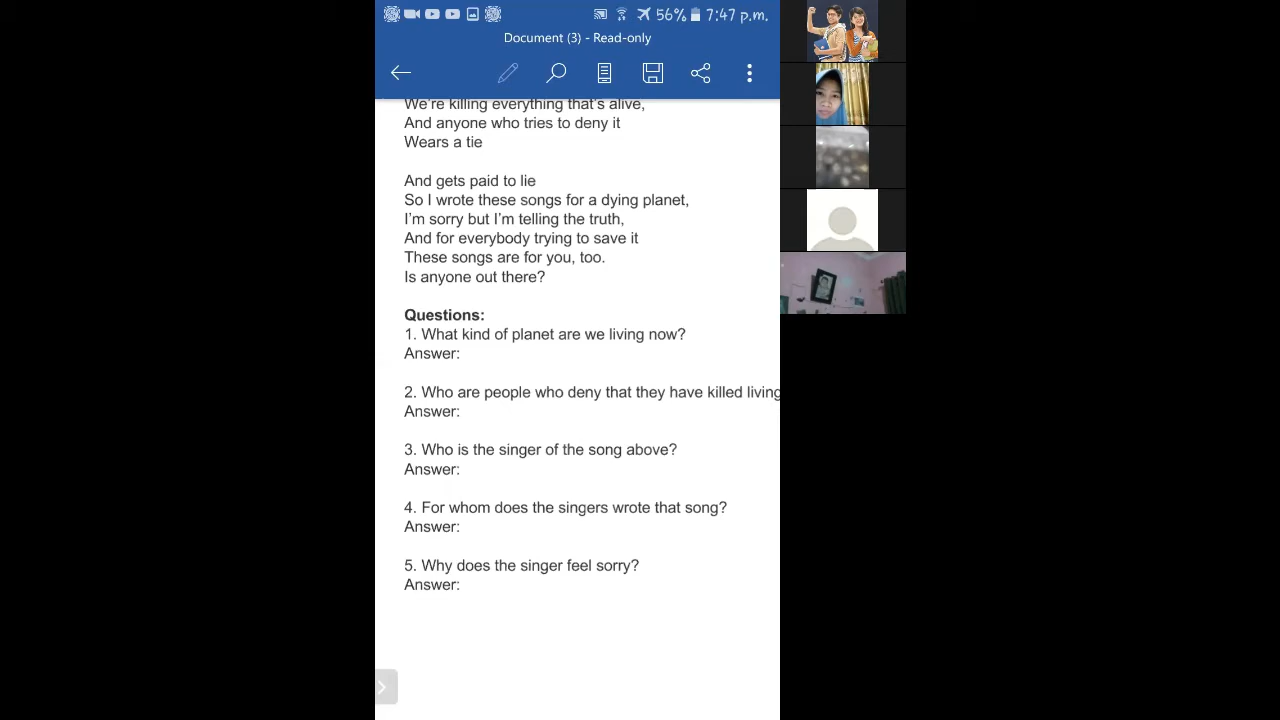 56% 7:47 p.m.
Document (3) - Read-only
We're killing everything that's alive,
And anyone who tries to deny it
Wears a tie
And gets paid to lie
So I wrote these songs for a dying planet,
I'm sorry but I'm telling the truth,
And for everybody trying to save it
These songs are for you, too.
Is anyone out there?
Questions:
1. What kind of planet are we living now?
Answer:
2. Who are people who deny that they have killed living
Answer:
3. Who is the singer of the song above?
Answer:
4. For whom does the singers wrote that song?
Answer:
5. Why does the singer feel sorry?
Answer: